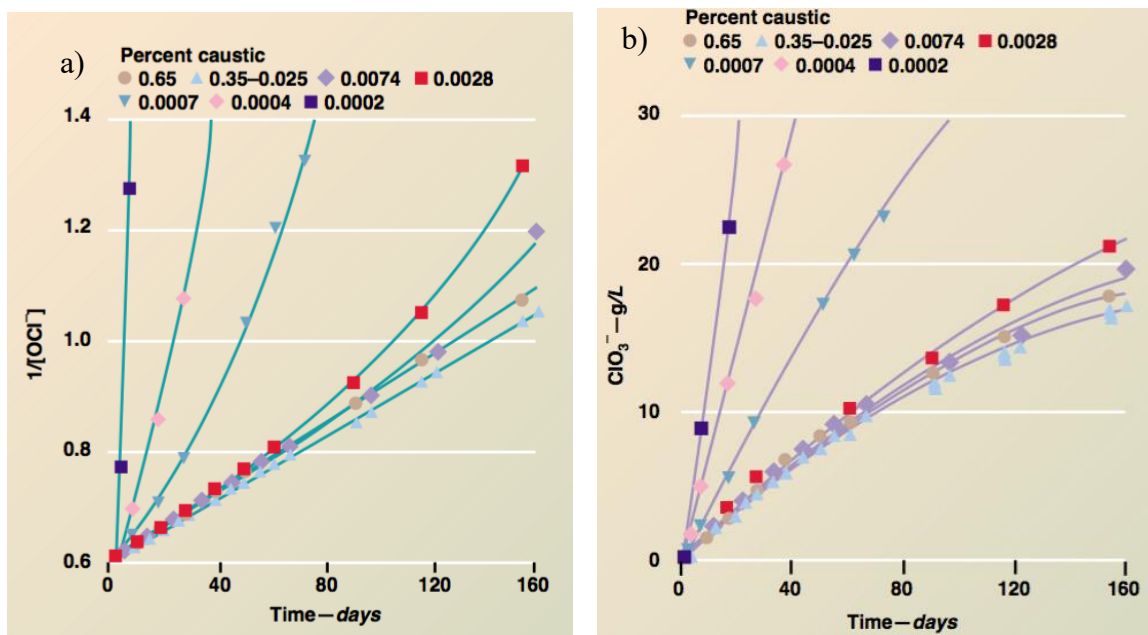 a)
Percent caustic
0.65 0.35–0.025 0.0074 0.0028
0.0007 0.0004 0.0002
1.4
1.2
1.0
0.8
0.6
1/[OCl⁻]
0 40 80 120 160
Time—days
b)
Percent caustic
0.65 0.35–0.025 0.0074 0.0028
0.0007 0.0004 0.0002
30
20
10
0
ClO₃⁻—g/L
0 40 80 120 160
Time—days